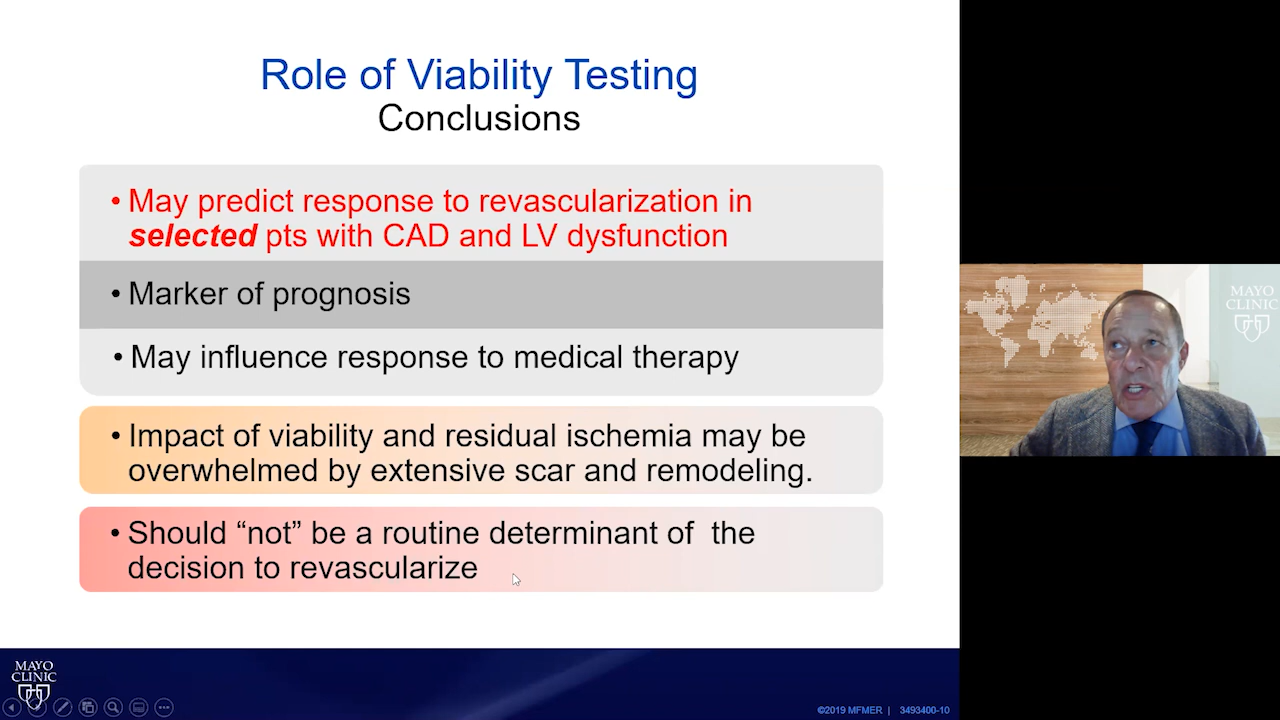 Role of Viability Testing
Conclusions
• May predict response to revascularization in
selected pts with CAD and LV dysfunction
• Marker of prognosis
• May influence response to medical therapy
• Impact of viability and residual ischemia may be
overwhelmed by extensive scar and remodeling.
• Should “not” be a routine determinant of  the
decision to revascularize
MAYO
CLINIC
MAYO
CLINIC
©2019 MFMER | 3493400-10